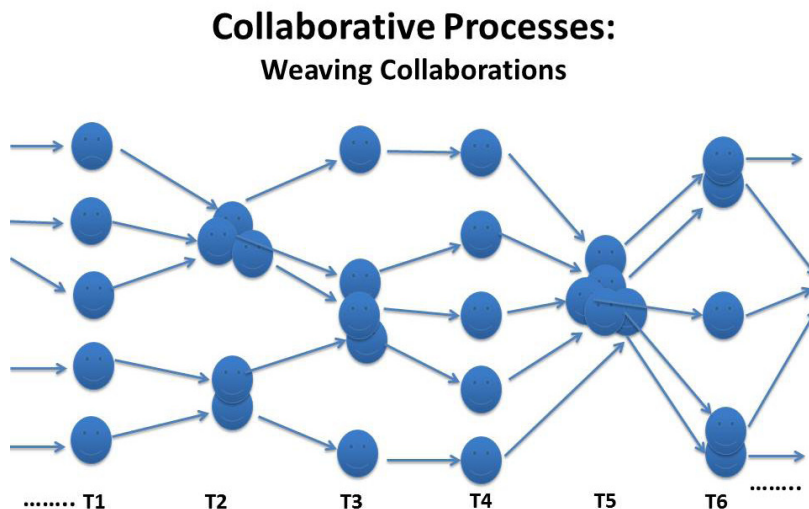 Collaborative Processes:
Weaving Collaborations
......... T1 T2 T3 T4 T5 T6 .........